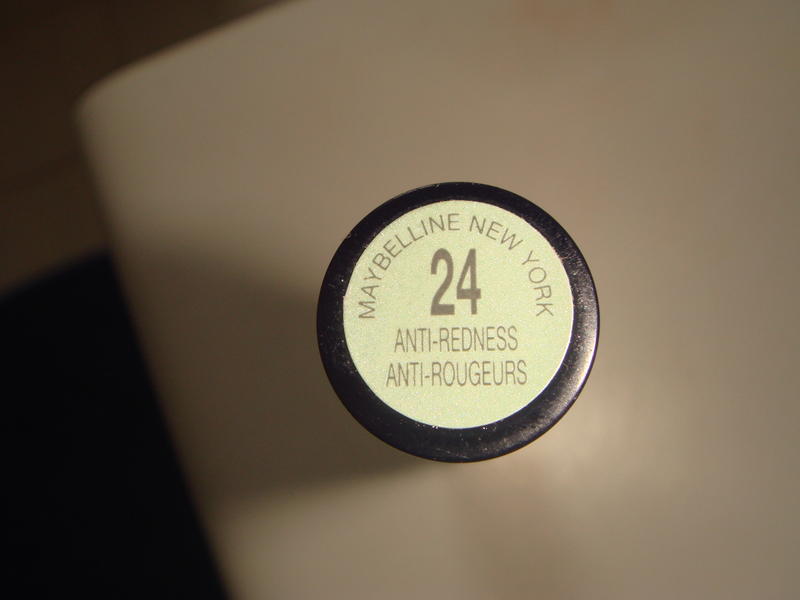 MAYBELLINE NEW YORK
24
ANTI-REDNESS
ANTI-ROUGEURS